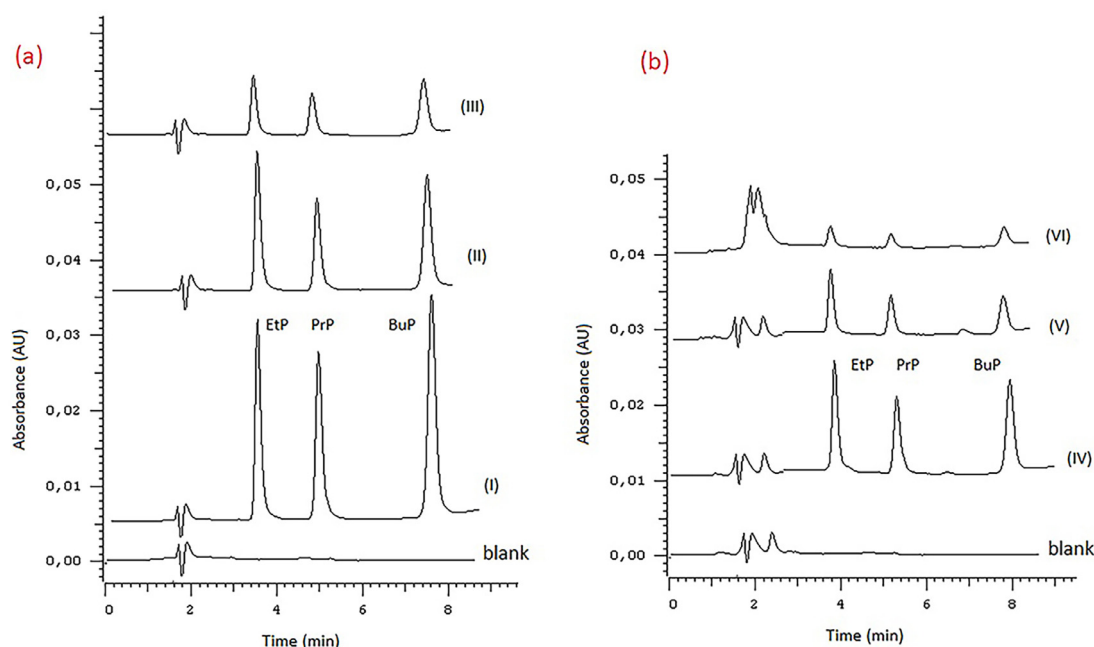 (a)
(III)
0,05
(II)
0,04
EtP PrP BuP
0,03
0,02
0,01
(I)
blank
0,00
Absorbance (AU)
0 2 4 6 8
Time (min)
(b)
0,05
(VI)
0,04
0,03
(V)
EtP PrP BuP
0,02
(IV)
0,01
blank
0,00
Absorbance (AU)
0 2 4 6 8
Time (min)